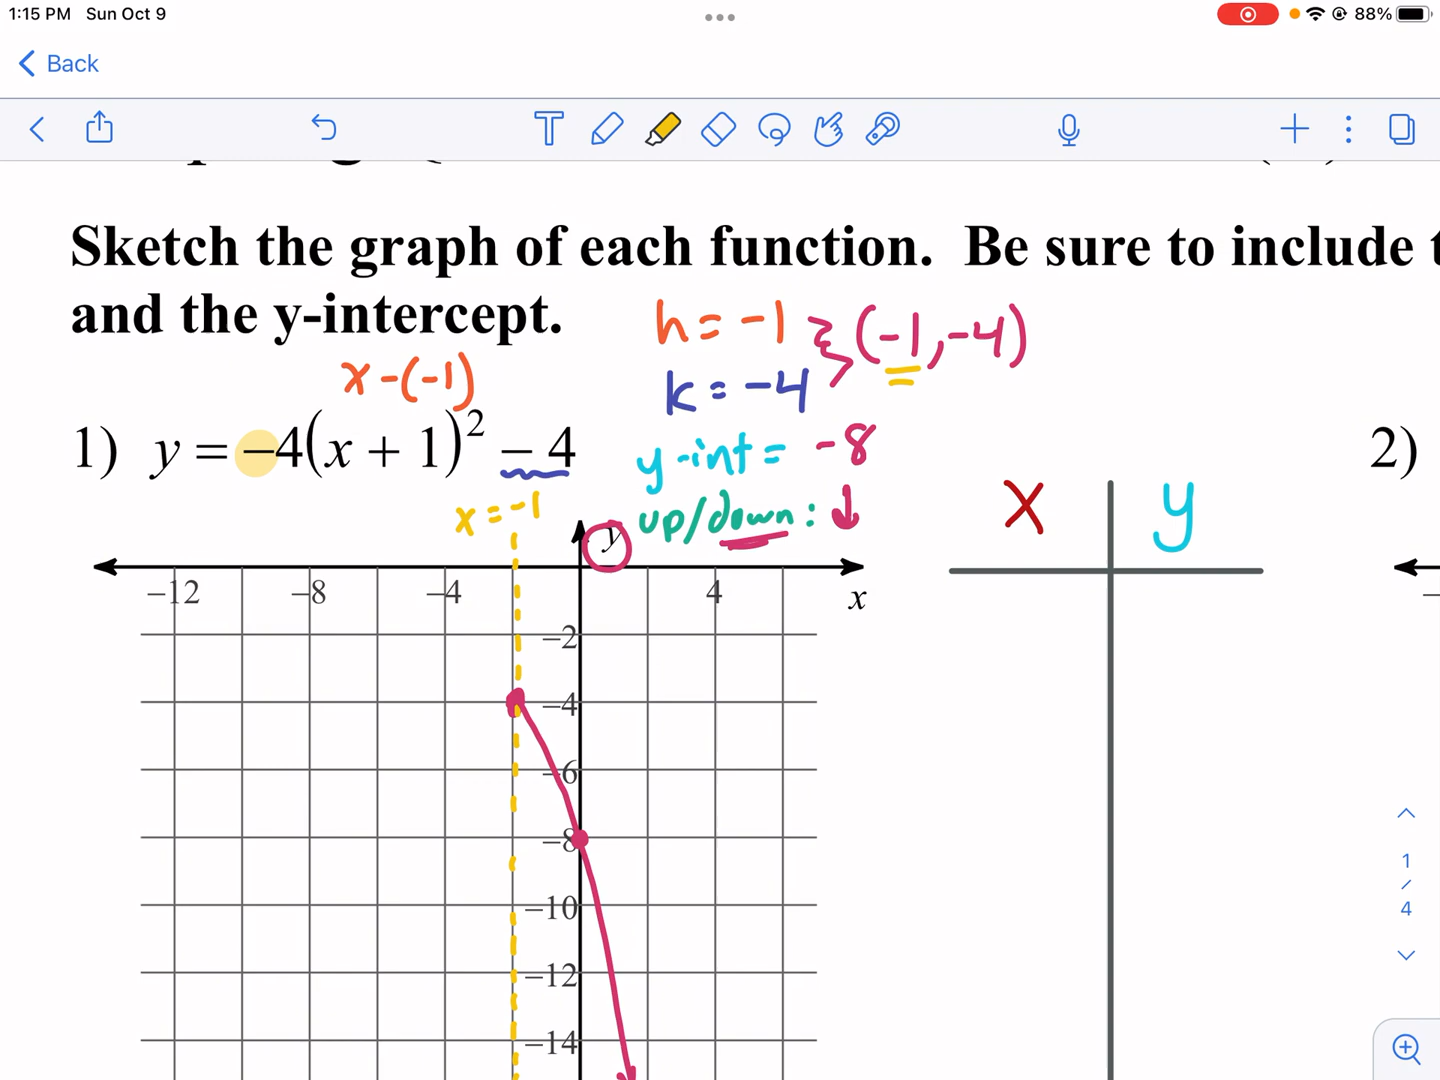 1:15 PM Sun Oct 9
88%
Back
Sketch the graph of each function. Be sure to include
and the y-intercept.
h = -1
(-1, -4)
x -(-1)
k = -4
1) y = −4(x + 1)² − 4
y-int = -8
2)
x = -1
up/down: ↓
x y
y
−12 −8 −4 4
x
−2
−4
−6
−8
−10
−12
−14
1
/
4